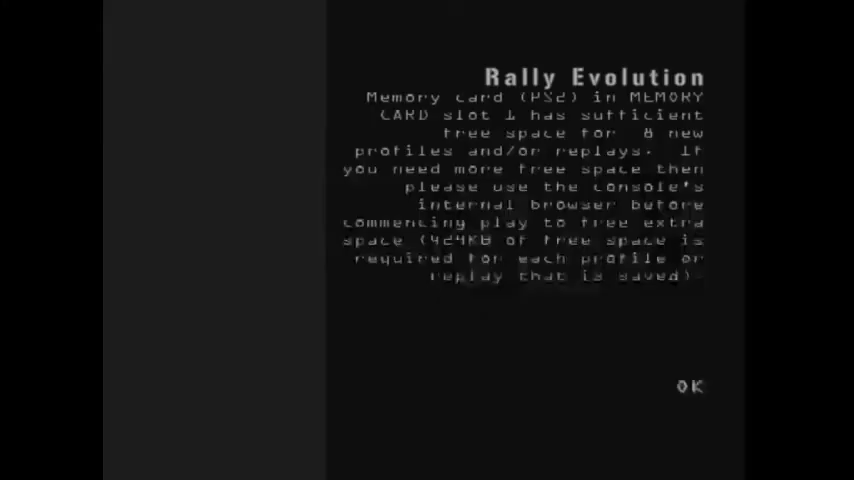 Rally Evolution
Memory card (PS2) in MEMORY
CARD slot 1 has sufficient
free space for 8 new
profiles and/or replays. If
you need more free space then
please use the console's
internal browser before
commencing play to free extra
space (424KB of free space is
required for each profile or
replay that is saved).
OK